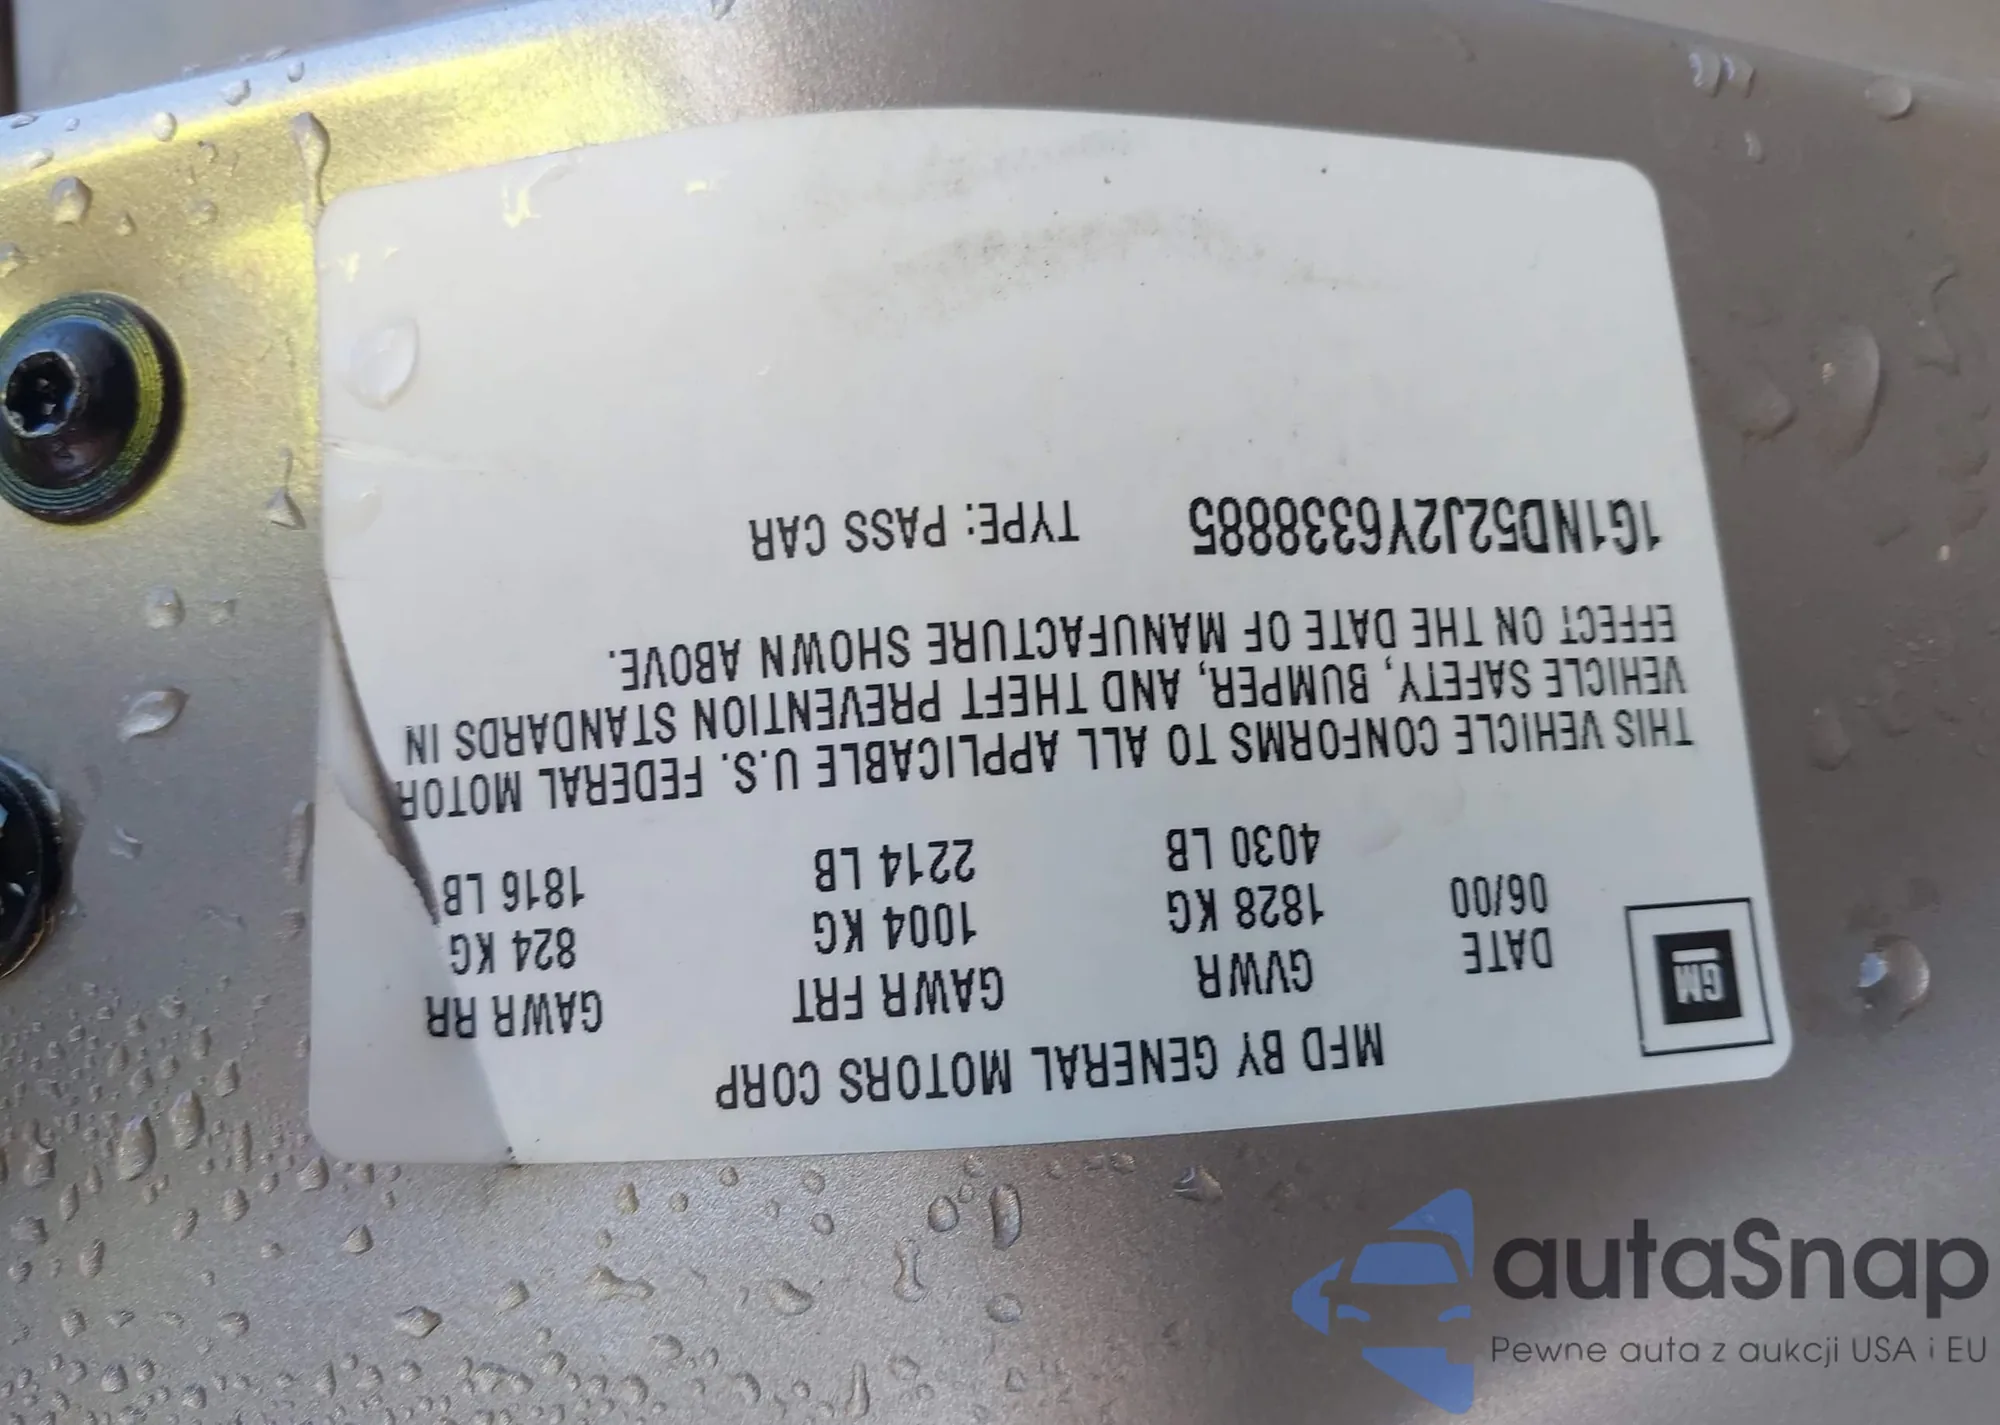 MFD BY GENERAL MOTORS CORP
GM
DATE GVWR GAWR FRT GAWR RR
06/00 1828 KG 1004 KG 824 KG
4030 LB 2214 LB 1816 LB
THIS VEHICLE CONFORMS TO ALL APPLICABLE U.S. FEDERAL MOTOR
VEHICLE SAFETY, BUMPER, AND THEFT PREVENTION STANDARDS IN
EFFECT ON THE DATE OF MANUFACTURE SHOWN ABOVE.
1G1ND52J2Y6338885 TYPE: PASS CAR
autaSnap
Pewne auta z aukcji USA i EU